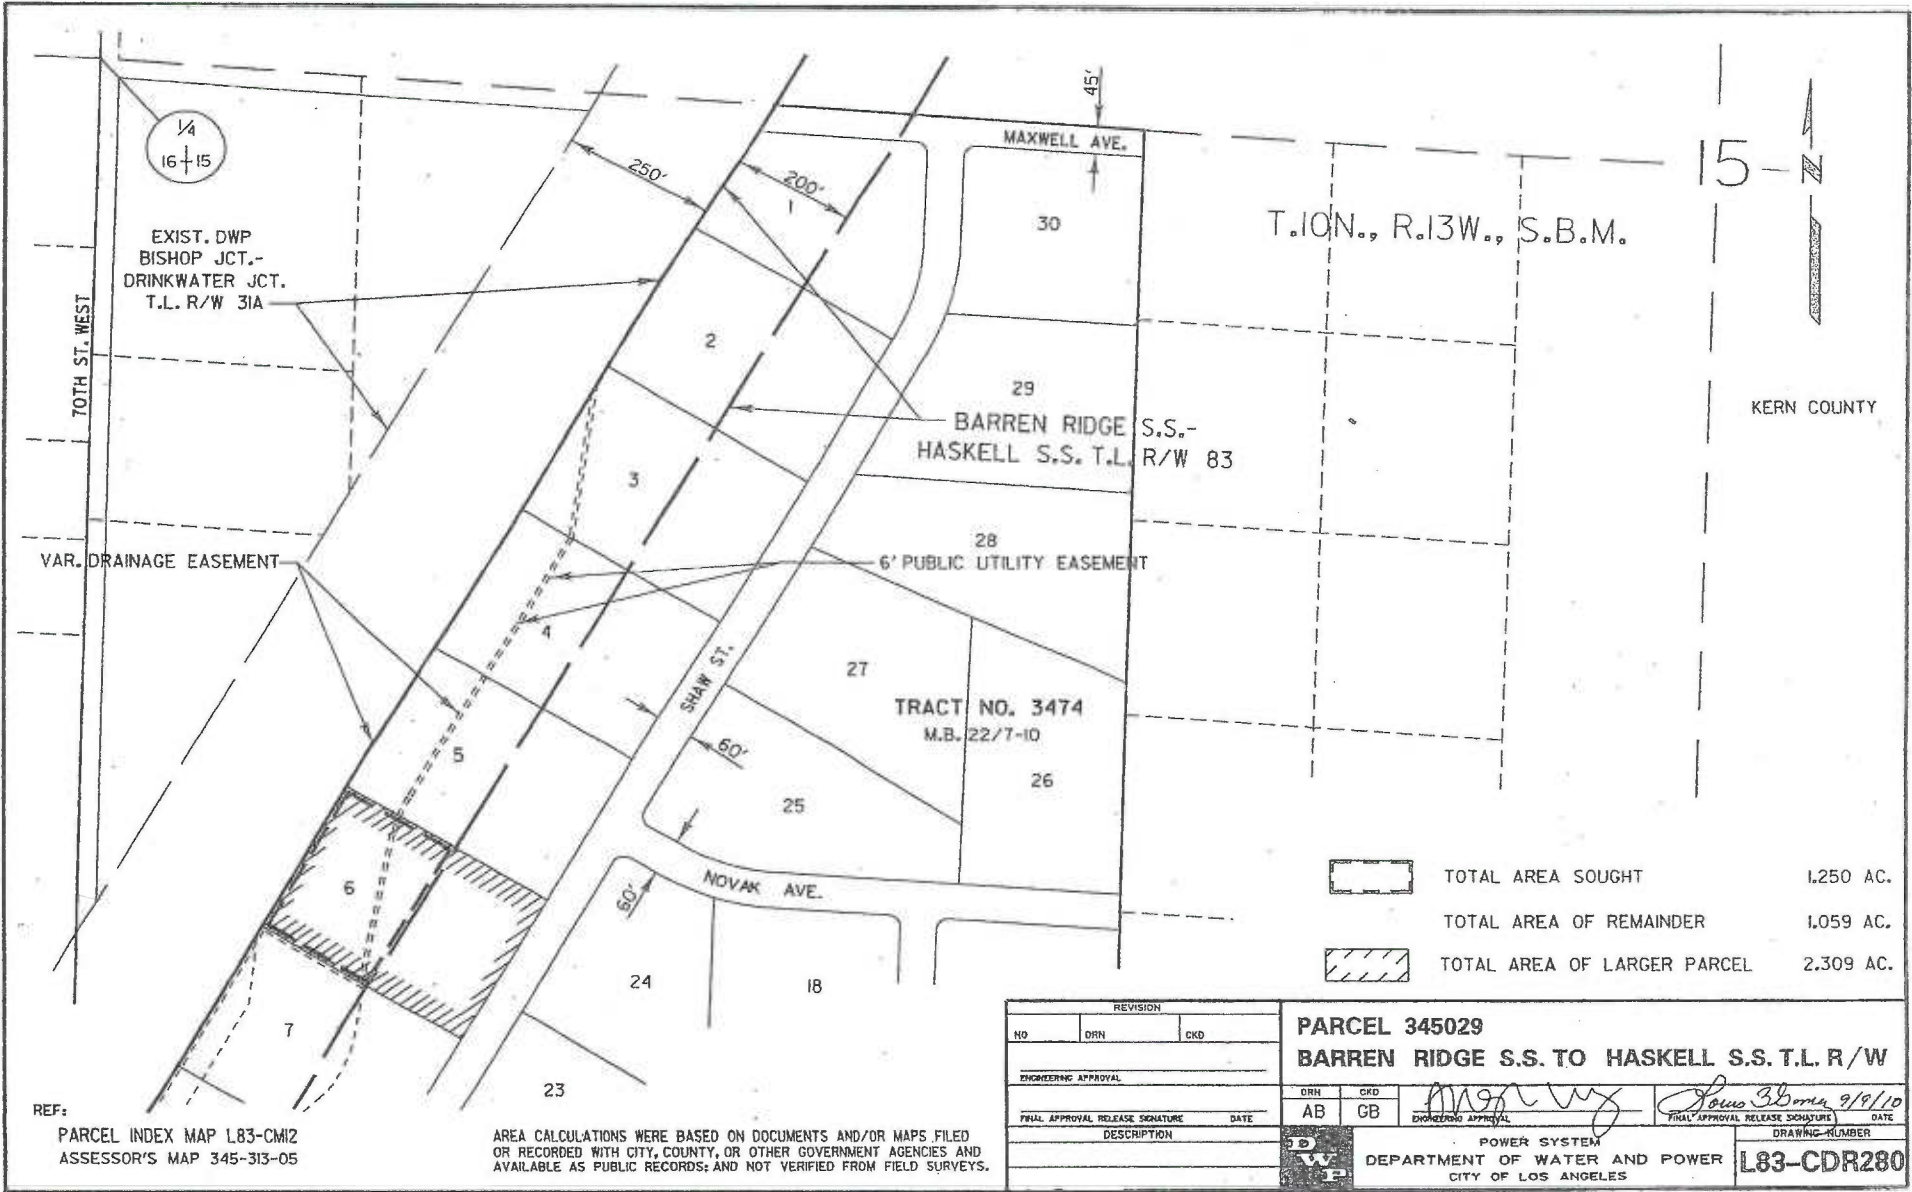 45'
MAXWELL AVE.
1/4
16 15
250'
200'
1
30
15
N
T.10N., R.13W., S.B.M.
EXIST. DWP
BISHOP JCT.-
DRINKWATER JCT.
T.L. R/W 31A
70TH ST. WEST
2
29
KERN COUNTY
BARREN RIDGE S.S.-
HASKELL S.S. T.L. R/W 83
3
28
VAR. DRAINAGE EASEMENT
6' PUBLIC UTILITY EASEMENT
4
27
SHAW ST.
TRACT NO. 3474
M.B. 22/7-10
60'
5
26
25
6
NOVAK AVE.
60'
TOTAL AREA SOUGHT 1.250 AC.
TOTAL AREA OF REMAINDER 1.059 AC.
TOTAL AREA OF LARGER PARCEL 2.309 AC.
24
18
7
23
REF:
PARCEL INDEX MAP L83-CM12
ASSESSOR'S MAP 345-313-05
AREA CALCULATIONS WERE BASED ON DOCUMENTS AND/OR MAPS FILED
OR RECORDED WITH CITY, COUNTY, OR OTHER GOVERNMENT AGENCIES AND
AVAILABLE AS PUBLIC RECORDS; AND NOT VERIFIED FROM FIELD SURVEYS.
REVISION
NO DRN CKD
ENGINEERING APPROVAL
FINAL APPROVAL RELEASE SIGNATURE DATE
DESCRIPTION
PARCEL 345029
BARREN RIDGE S.S. TO HASKELL S.S. T.L. R/W
DRN CKD
AB GB
ENGINEERING APPROVAL
9/9/10
FINAL APPROVAL RELEASE SIGNATURE DATE
DWP
POWER SYSTEM
DEPARTMENT OF WATER AND POWER
CITY OF LOS ANGELES
DRAWING NUMBER
L83-CDR280